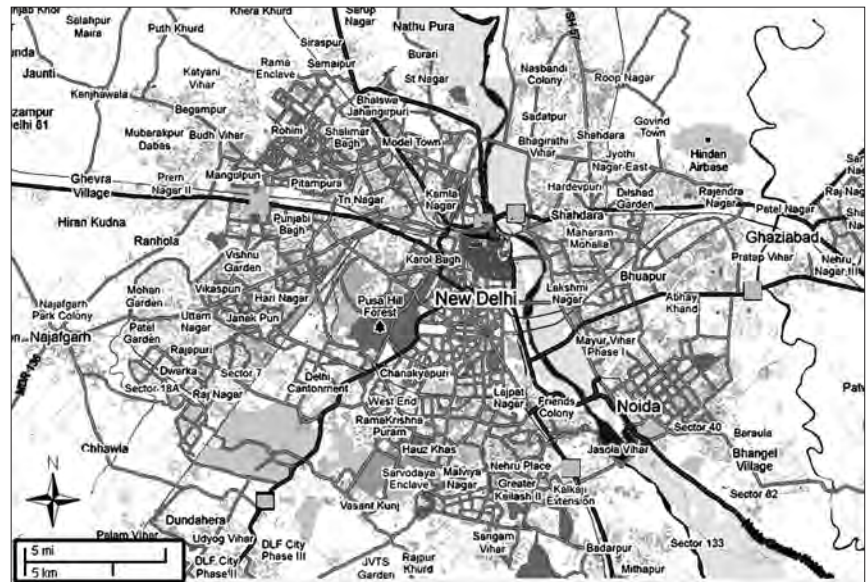 Salahpur
Maira
Puth Khurd
Khera Khurd
Sarup
Nagar
Nathu Pura
SH 57
Siraspur
Samaipur
Burari
Rama
Enclave
St Nagar
Nasbandi
Colony
Roop Nagar
Jaunti
Katyani
Vihar
Kanjhawala
Begampur
Bhalswa
Jahangirpuri
Sadatpur
Govind
Town
Mubarakpur
Dabas
Budh Vihar
Rohini
Shalimar
Bagh
Model Town
Bhagirathi
Vihar
Shahdara
Jyothi
Nagar East
Hindan
Airbase
Ghevra
Village
Prem
Nagar II
Mangulpuri
Pitampura
Tri Nagar
Kamla
Nagar
Hardevpuri
Dilshad
Garden
Rajendra
Nagar
Hiran Kudna
Punjabi
Bagh
Shahdara
Patel Nagar
Ghaziabad
Ranhola
Maharam
Mohalla
Vishnu
Garden
Karol Bagh
Bhuapur
Pratap Vihar
Nehru
Nagar III
Mohan
Garden
Vikaspuri
Hari Nagar
Pusa Hill
Forest
New Delhi
Lakshmi
Nagar
Abhay
Khand
Najafgarh
Park Colony
Uttam
Nagar
Janak Puri
Patel
Garden
Najafgarh
Rajapuri
Mayur Vihar
Phase I
Dwarka
Sector 7
Delhi
Cantonment
Chanakyapuri
Sector 18A
Raj Nagar
West End
Lajpat
Nagar
Friends
Colony
Noida
RamaKrishna
Puram
Sector 40
Baraula
Chhawla
Hauz Khas
Jasola Vihar
Bhangel
Village
N
Sarvodaya
Enclave
Malviya
Nagar
Nehru Place
Greater
Kailash II
Kalkaji
Extension
Sector 82
Vasant Kunj
Dundahera
Palam Vihar
Udyog Vihar
DLF City
Phase III
Sangam
Vihar
Badarpur
Sector 133
5 mi
5 km
DLF City
Phase II
JVTS
Garden
Rajpur
Khurd
Mithapur